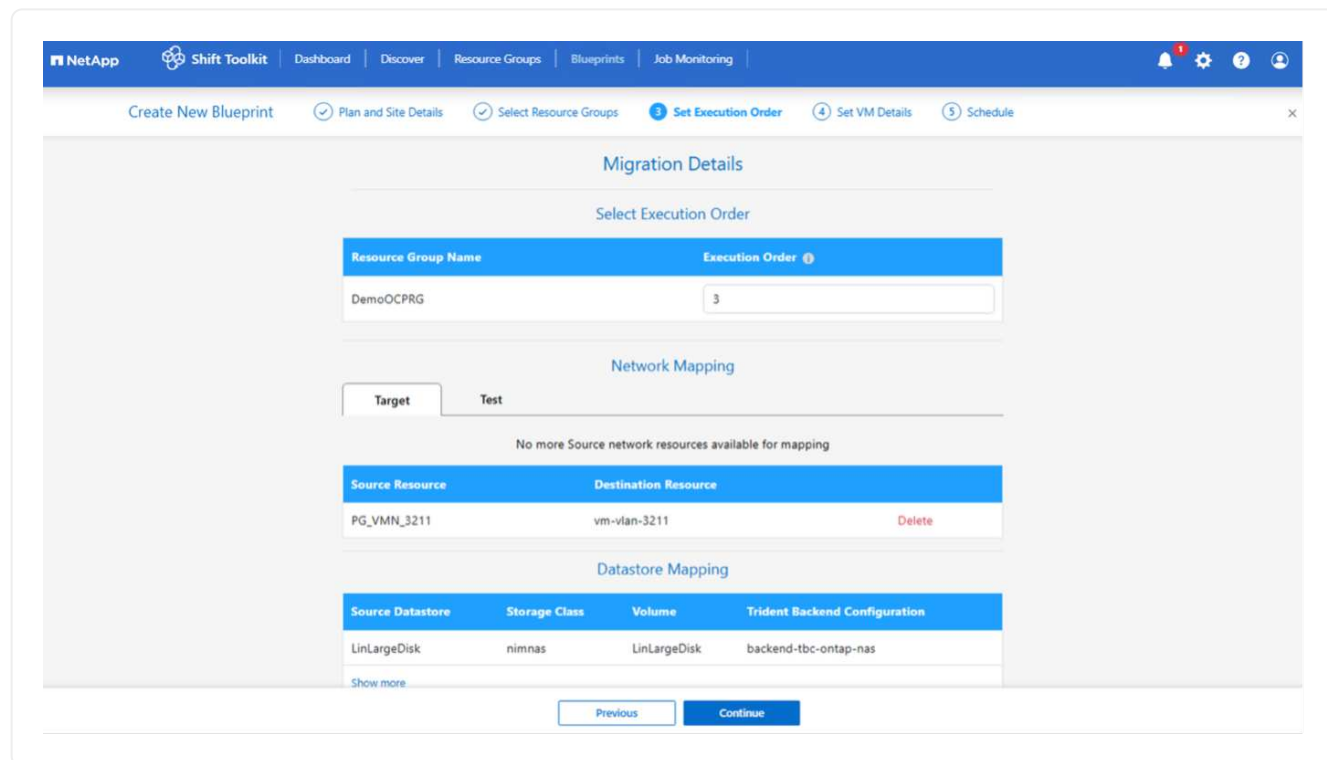 NetApp Shift Toolkit Dashboard Discover Resource Groups Blueprints Job Monitoring 1 ?
Create New Blueprint Plan and Site Details Select Resource Groups 3 Set Execution Order 4 Set VM Details 5 Schedule ×
Migration Details
Select Execution Order
Resource Group Name Execution Order i
DemoOCPRG 3
Network Mapping
Target Test
No more Source network resources available for mapping
Source Resource Destination Resource
PG_VMN_3211 vm-vlan-3211 Delete
Datastore Mapping
Source Datastore Storage Class Volume Trident Backend Configuration
LinLargeDisk nimnas LinLargeDisk backend-tbc-ontap-nas
Show more
Previous Continue